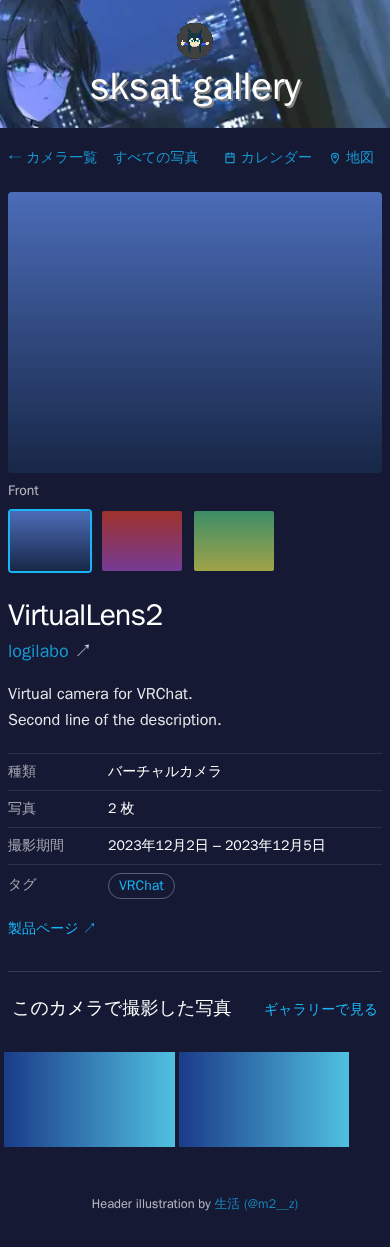 sksat gallery
← カメラ一覧 すべての写真 カレンダー 地図
Front
VirtualLens2
logilabo ↗
Virtual camera for VRChat.
Second line of the description.
種類 バーチャルカメラ
写真 2 枚
撮影期間 2023年12月2日 – 2023年12月5日
タグ VRChat
製品ページ ↗
このカメラで撮影した写真 ギャラリーで見る
Header illustration by 生活 (@m2__z)